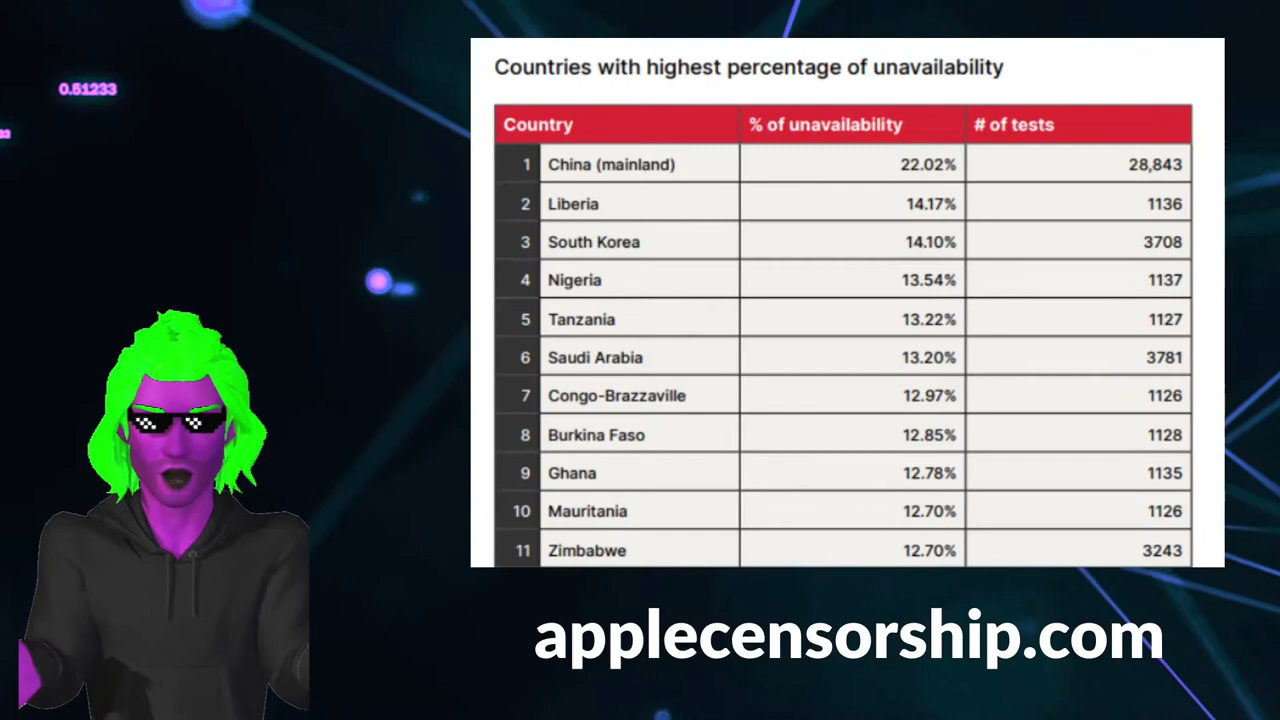 0.51233
Countries with highest percentage of unavailability
Country % of unavailability # of tests
1 China (mainland) 22.02% 28,843
2 Liberia 14.17% 1136
3 South Korea 14.10% 3708
4 Nigeria 13.54% 1137
5 Tanzania 13.22% 1127
6 Saudi Arabia 13.20% 3781
7 Congo-Brazzaville 12.97% 1126
8 Burkina Faso 12.85% 1128
9 Ghana 12.78% 1135
10 Mauritania 12.70% 1126
11 Zimbabwe 12.70% 3243
applecensorship.com